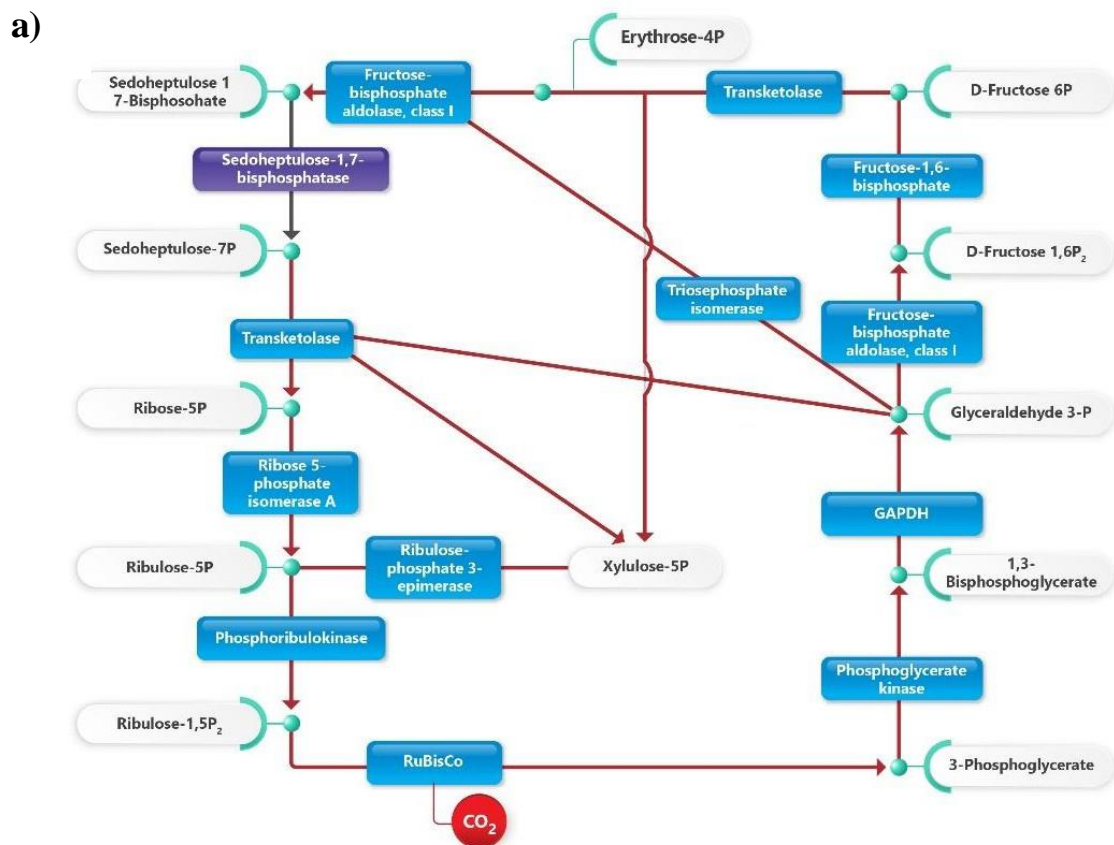 a)
Erythrose-4P
Sedoheptulose 1
7-Bisphosohate
Fructose-
bisphosphate
aldolase, class I
Transketolase
D-Fructose 6P
Sedoheptulose-1,7-
bisphosphatase
Fructose-1,6-
bisphosphate
Sedoheptulose-7P
D-Fructose 1,6P₂
Triosephosphate
isomerase
Fructose-
bisphosphate
aldolase, class I
Transketolase
Ribose-5P
Glyceraldehyde 3-P
Ribose 5-
phosphate
isomerase A
GAPDH
Ribulose-5P
Ribulose-
phosphate 3-
epimerase
Xylulose-5P
1,3-
Bisphosphoglycerate
Phosphoribulokinase
Phosphoglycerate
kinase
Ribulose-1,5P₂
RuBisCo
3-Phosphoglycerate
CO₂